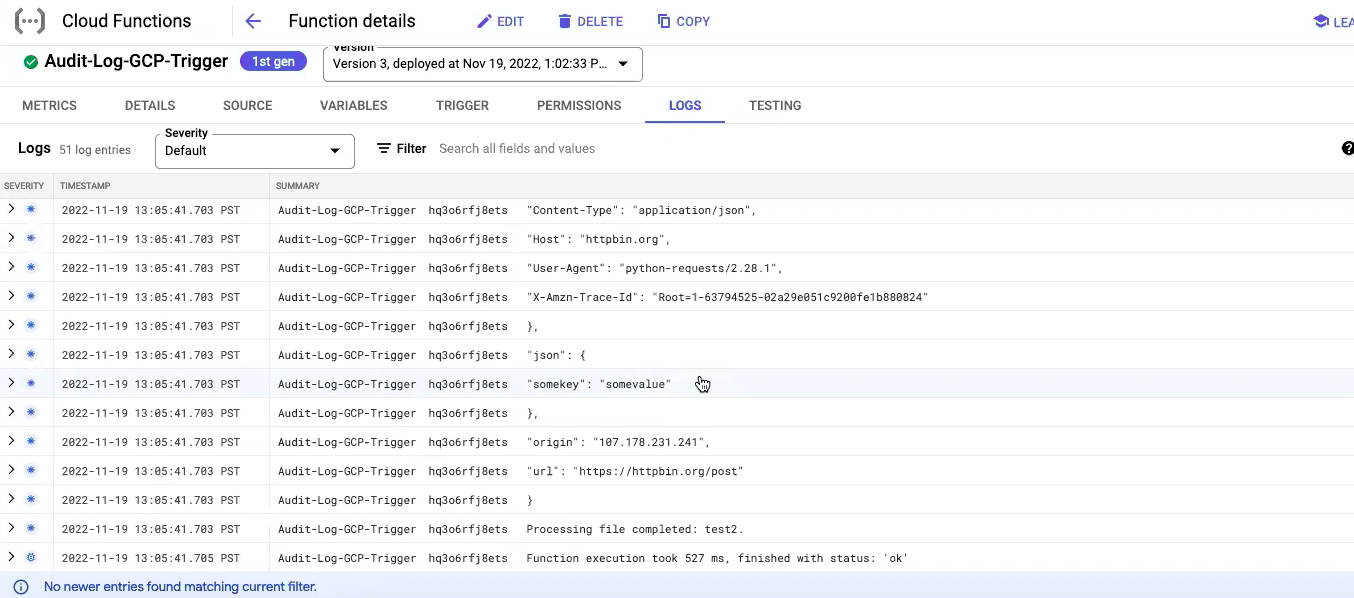 Cloud Functions Function details EDIT DELETE COPY LEA
Audit-Log-GCP-Trigger 1st gen Version
Version 3, deployed at Nov 19, 2022, 1:02:33 P...
METRICS DETAILS SOURCE VARIABLES TRIGGER PERMISSIONS LOGS TESTING
Logs 51 log entries Severity Default Filter Search all fields and values
SEVERITY TIMESTAMP SUMMARY
2022-11-19 13:05:41.703 PST Audit-Log-GCP-Trigger hq3o6rfj8ets "Content-Type": "application/json",
2022-11-19 13:05:41.703 PST Audit-Log-GCP-Trigger hq3o6rfj8ets "Host": "httpbin.org",
2022-11-19 13:05:41.703 PST Audit-Log-GCP-Trigger hq3o6rfj8ets "User-Agent": "python-requests/2.28.1",
2022-11-19 13:05:41.703 PST Audit-Log-GCP-Trigger hq3o6rfj8ets "X-Amzn-Trace-Id": "Root=1-63794525-02a29e051c9200fe1b880824"
2022-11-19 13:05:41.703 PST Audit-Log-GCP-Trigger hq3o6rfj8ets },
2022-11-19 13:05:41.703 PST Audit-Log-GCP-Trigger hq3o6rfj8ets "json": {
2022-11-19 13:05:41.703 PST Audit-Log-GCP-Trigger hq3o6rfj8ets "somekey": "somevalue"
2022-11-19 13:05:41.703 PST Audit-Log-GCP-Trigger hq3o6rfj8ets },
2022-11-19 13:05:41.703 PST Audit-Log-GCP-Trigger hq3o6rfj8ets "origin": "107.178.231.241",
2022-11-19 13:05:41.703 PST Audit-Log-GCP-Trigger hq3o6rfj8ets "url": "https://httpbin.org/post"
2022-11-19 13:05:41.703 PST Audit-Log-GCP-Trigger hq3o6rfj8ets }
2022-11-19 13:05:41.703 PST Audit-Log-GCP-Trigger hq3o6rfj8ets Processing file completed: test2.
2022-11-19 13:05:41.705 PST Audit-Log-GCP-Trigger hq3o6rfj8ets Function execution took 527 ms, finished with status: 'ok'
No newer entries found matching current filter.